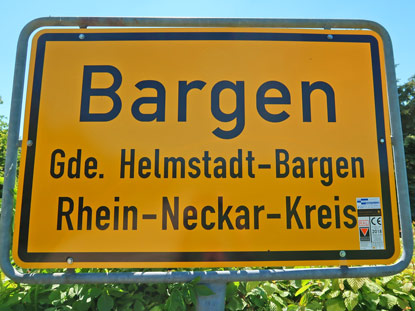 Bargen
Gde. Helmstadt-Bargen
Rhein-Neckar-Kreis